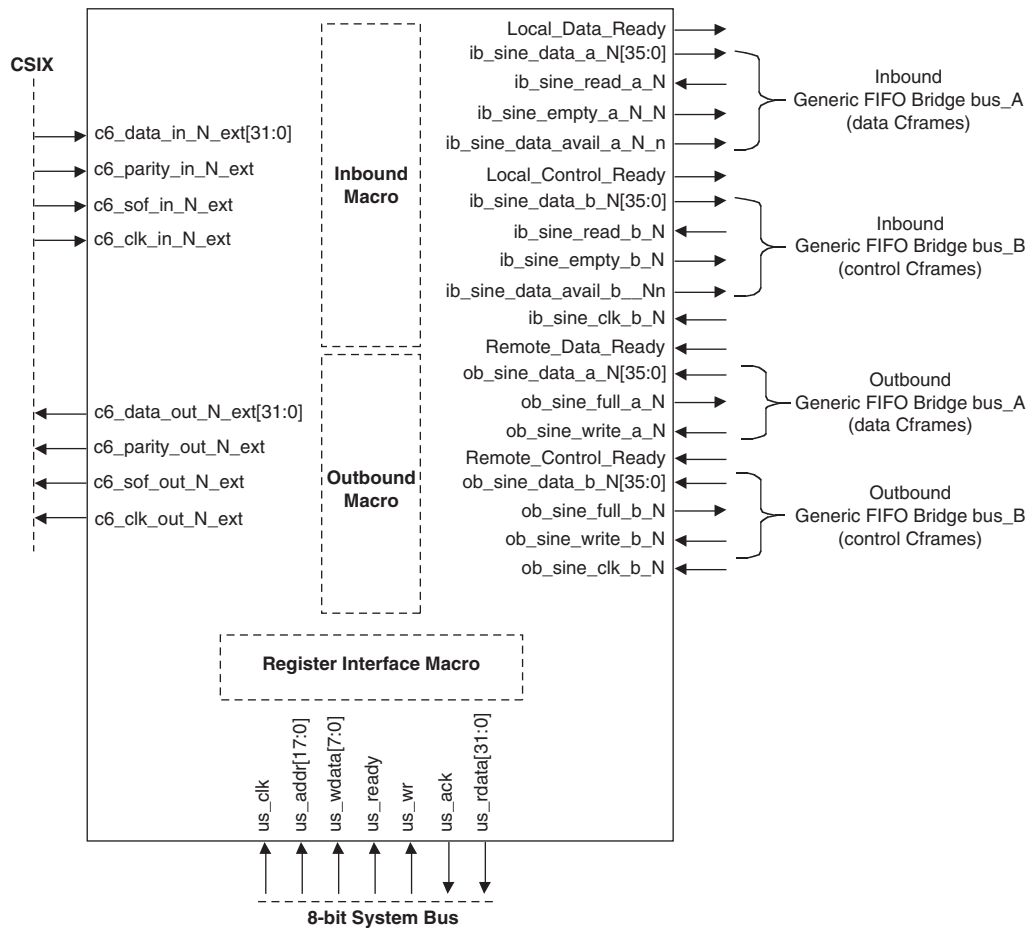 CSIX
c6_data_in_N_ext[31:0]
c6_parity_in_N_ext
c6_sof_in_N_ext
c6_clk_in_N_ext
c6_data_out_N_ext[31:0]
c6_parity_out_N_ext
c6_sof_out_N_ext
c6_clk_out_N_ext
Inbound
Macro
Outbound
Macro
Register Interface Macro
Local_Data_Ready
ib_sine_data_a_N[35:0]
ib_sine_read_a_N
ib_sine_empty_a_N_N
ib_sine_data_avail_a_N_n
Local_Control_Ready
ib_sine_data_b_N[35:0]
ib_sine_read_b_N
ib_sine_empty_b_N
ib_sine_data_avail_b__Nn
ib_sine_clk_b_N
Remote_Data_Ready
ob_sine_data_a_N[35:0]
ob_sine_full_a_N
ob_sine_write_a_N
Remote_Control_Ready
ob_sine_data_b_N[35:0]
ob_sine_full_b_N
ob_sine_write_b_N
ob_sine_clk_b_N
Inbound
Generic FIFO Bridge bus_A
(data Cframes)
Inbound
Generic FIFO Bridge bus_B
(control Cframes)
Outbound
Generic FIFO Bridge bus_A
(data Cframes)
Outbound
Generic FIFO Bridge bus_B
(control Cframes)
us_clk
us_addr[17:0]
us_wdata[7:0]
us_ready
us_wr
us_ack
us_rdata[31:0]
8-bit System Bus